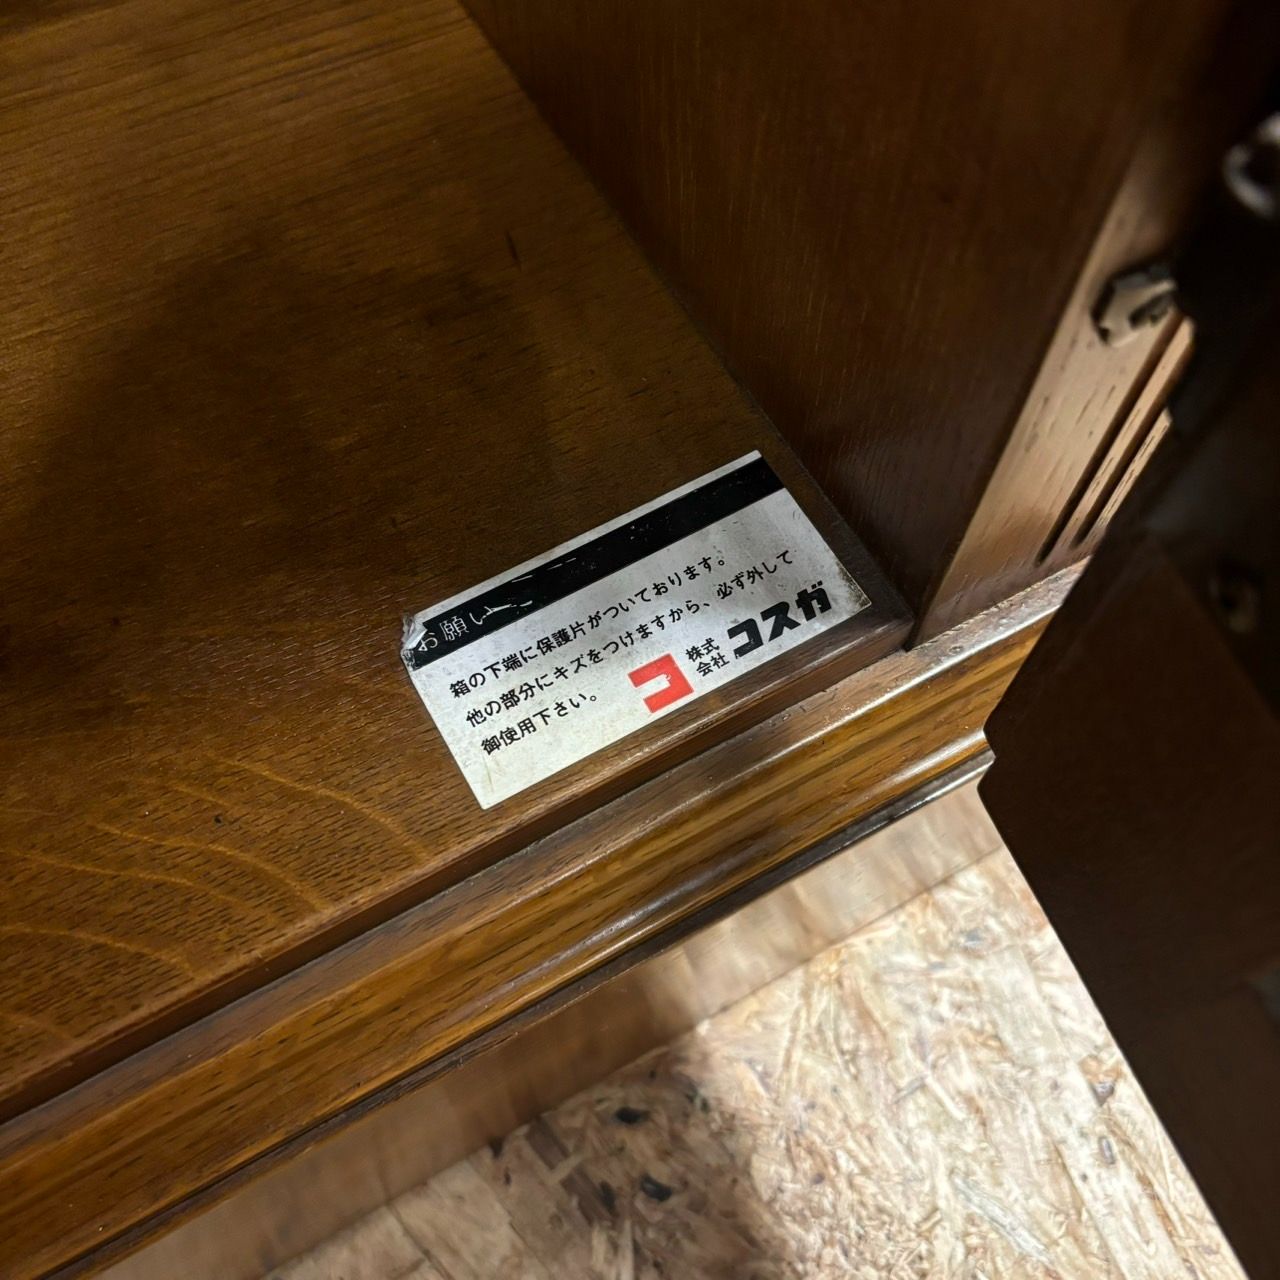 お願い
箱の下端に保護片がついております。
他の部分にキズをつけますから、必ず外して
御使用下さい。
コ 株式会社 コスガ